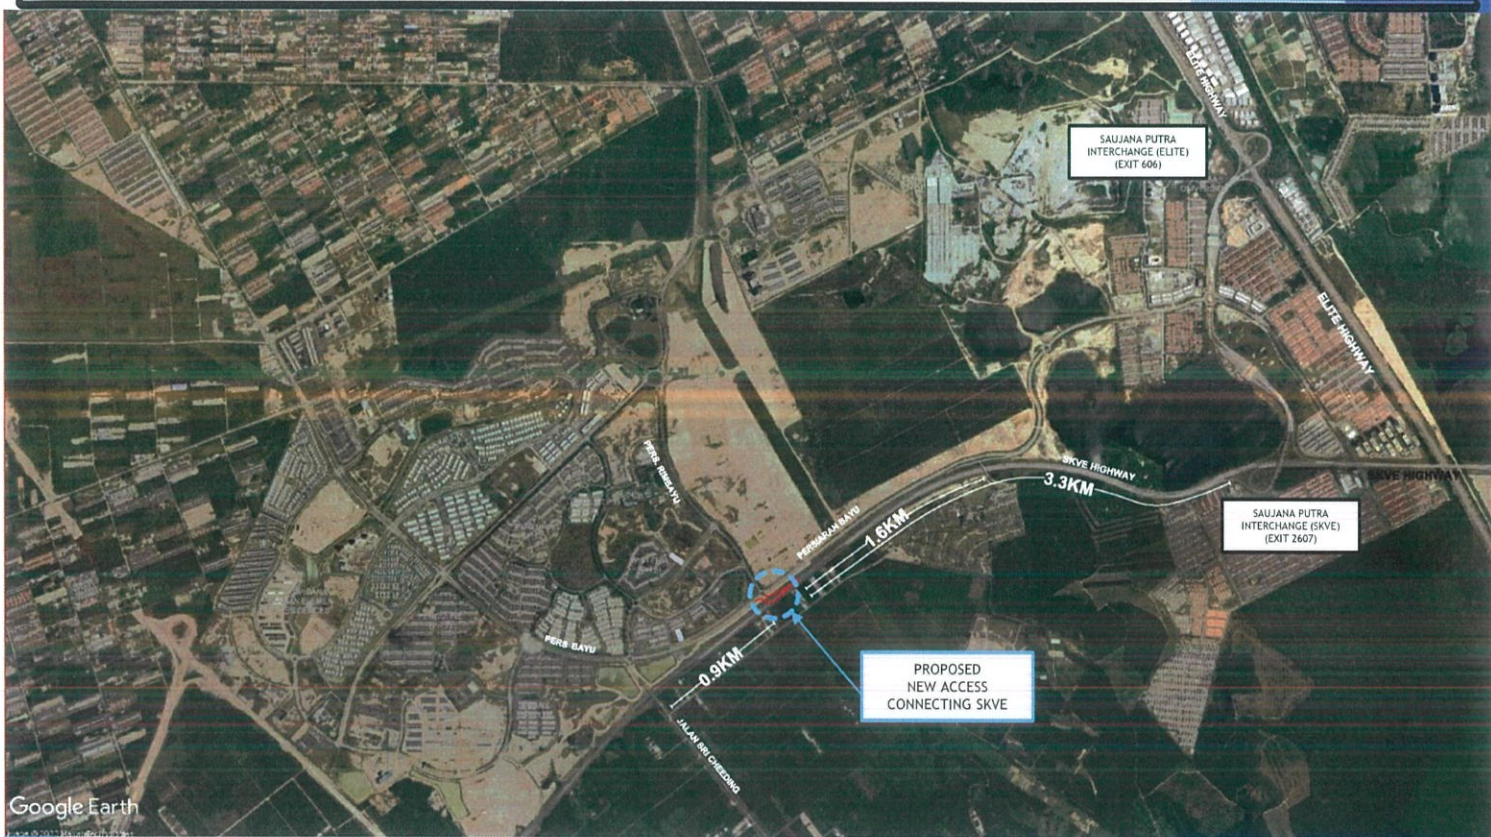 ELITE HIGHWAY
SAUJANA PUTRA
INTERCHANGE (ELITE)
(EXIT 606)
ELITE HIGHWAY
PERS. RIMBAYU
SKVE HIGHWAY
3.3KM
SKVE HIGHWAY
PERSIARAN BAYU
1.6KM
SAUJANA PUTRA
INTERCHANGE (SKVE)
(EXIT 2607)
PERS BAYU
0.9KM
PROPOSED
NEW ACCESS
CONNECTING SKVE
JALAN SRI CHEEDING
Google Earth